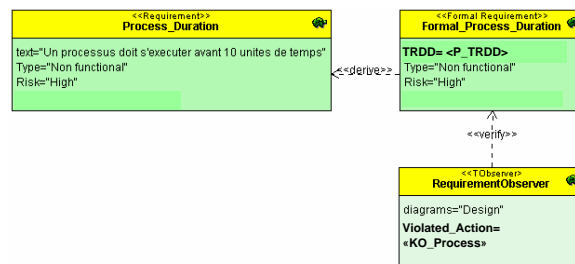 <<Requirement>>
Process_Duration
text="Un processus doit s'executer avant 10 unites de temps"
Type="Non functional"
Risk="High"
<<derive>>
<<Formal Requirement>>
Formal_Process_Duration
TRDD= <P_TRDD>
Type="Non functional"
Risk="High"
<<verify>>
<<TObserver>>
RequirementObserver
diagrams="Design"
Violated_Action=
«KO_Process»